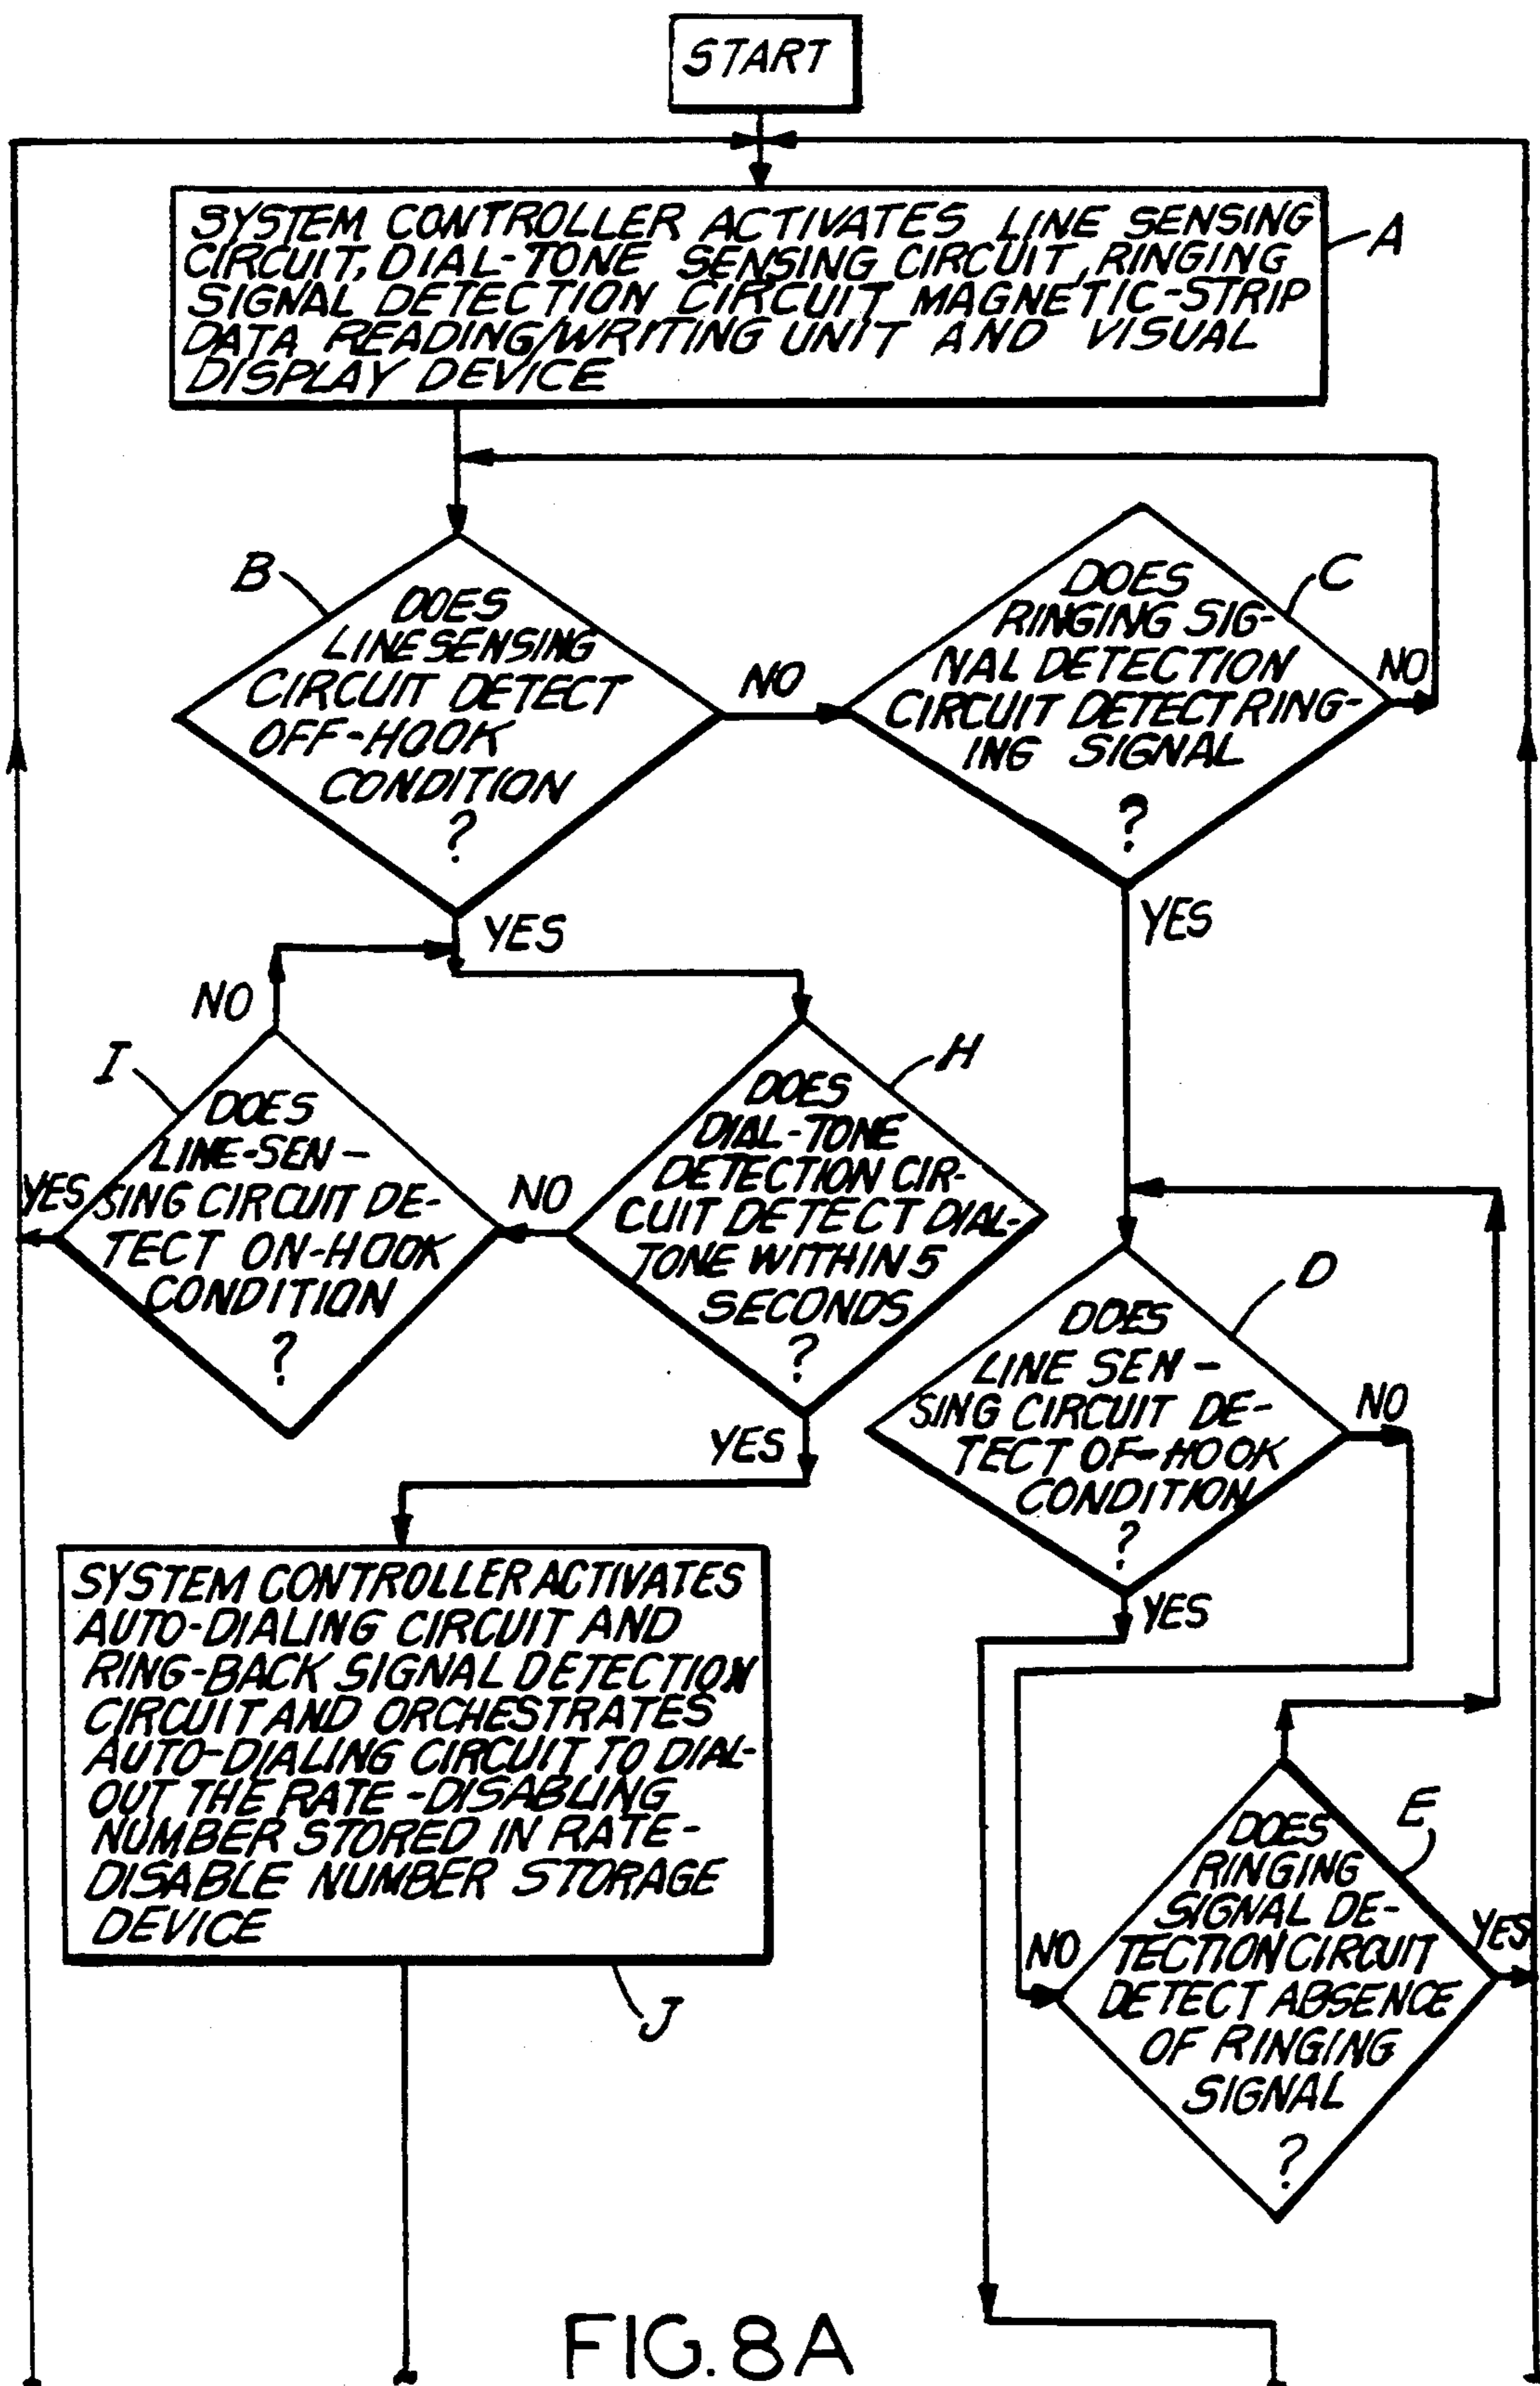 START
SYSTEM CONTROLLER ACTIVATES LINE SENSING
CIRCUIT, DIAL-TONE SENSING CIRCUIT, RINGING
SIGNAL DETECTION CIRCUIT MAGNETIC-STRIP
DATA READING/WRITING UNIT AND VISUAL
DISPLAY DEVICE
A
B
DOES
LINE SENSING
CIRCUIT DETECT
OFF-HOOK
CONDITION
?
NO
YES
C
DOES
RINGING SIG-
NAL DETECTION
CIRCUIT DETECT RING-
ING SIGNAL
?
NO
YES
I
DOES
LINE-SEN-
SING CIRCUIT DE-
TECT ON-HOOK
CONDITION
?
NO
YES
H
DOES
DIAL-TONE
DETECTION CIR-
CUIT DETECT DIAL-
TONE WITHIN 5
SECONDS
?
NO
YES
D
DOES
LINE SEN-
SING CIRCUIT DE-
TECT OF-HOOK
CONDITION
?
NO
YES
SYSTEM CONTROLLER ACTIVATES
AUTO-DIALING CIRCUIT AND
RING-BACK SIGNAL DETECTION
CIRCUIT AND ORCHESTRATES
AUTO-DIALING CIRCUIT TO DIAL-
OUT THE RATE-DISABLING
NUMBER STORED IN RATE-
DISABLE NUMBER STORAGE
DEVICE
J
E
DOES
RINGING
SIGNAL DE-
TECTION CIRCUIT
DETECT ABSENCE
OF RINGING
SIGNAL
?
NO
YES
FIG. 8A